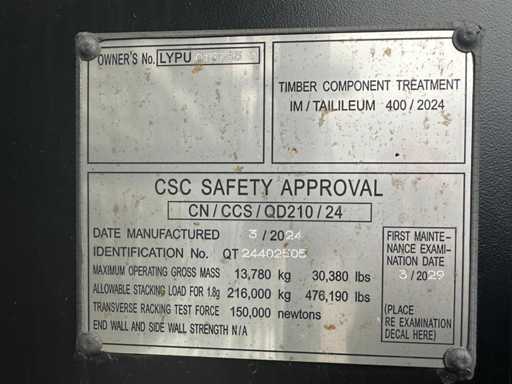 OWNER'S No. LYPU
TIMBER COMPONENT TREATMENT
IM / TAILILEUM 400 / 2024
CSC SAFETY APPROVAL
CN / CCS / QD210 / 24
DATE MANUFACTURED 3 / 2024
IDENTIFICATION No. QT 24402505
MAXIMUM OPERATING GROSS MASS 13,780 kg 30,380 lbs
ALLOWABLE STACKING LOAD FOR 1.8g 216,000 kg 476,190 lbs
TRANSVERSE RACKING TEST FORCE 150,000 newtons
END WALL AND SIDE WALL STRENGTH N/A
FIRST MAINTE-
NANCE EXAMI-
NATION DATE
3 / 2029
(PLACE
RE EXAMINATION
DECAL HERE)